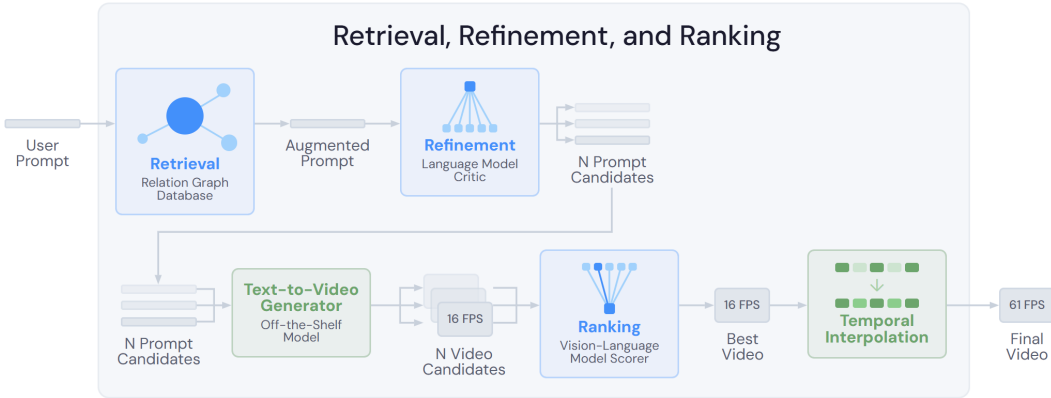 Retrieval, Refinement, and Ranking
User
Prompt
Retrieval
Relation Graph
Database
Augmented
Prompt
Refinement
Language Model
Critic
N Prompt
Candidates
N Prompt
Candidates
Text-to-Video
Generator
Off-the-Shelf
Model
16 FPS
N Video
Candidates
Ranking
Vision-Language
Model Scorer
16 FPS
Best
Video
Temporal
Interpolation
61 FPS
Final
Video